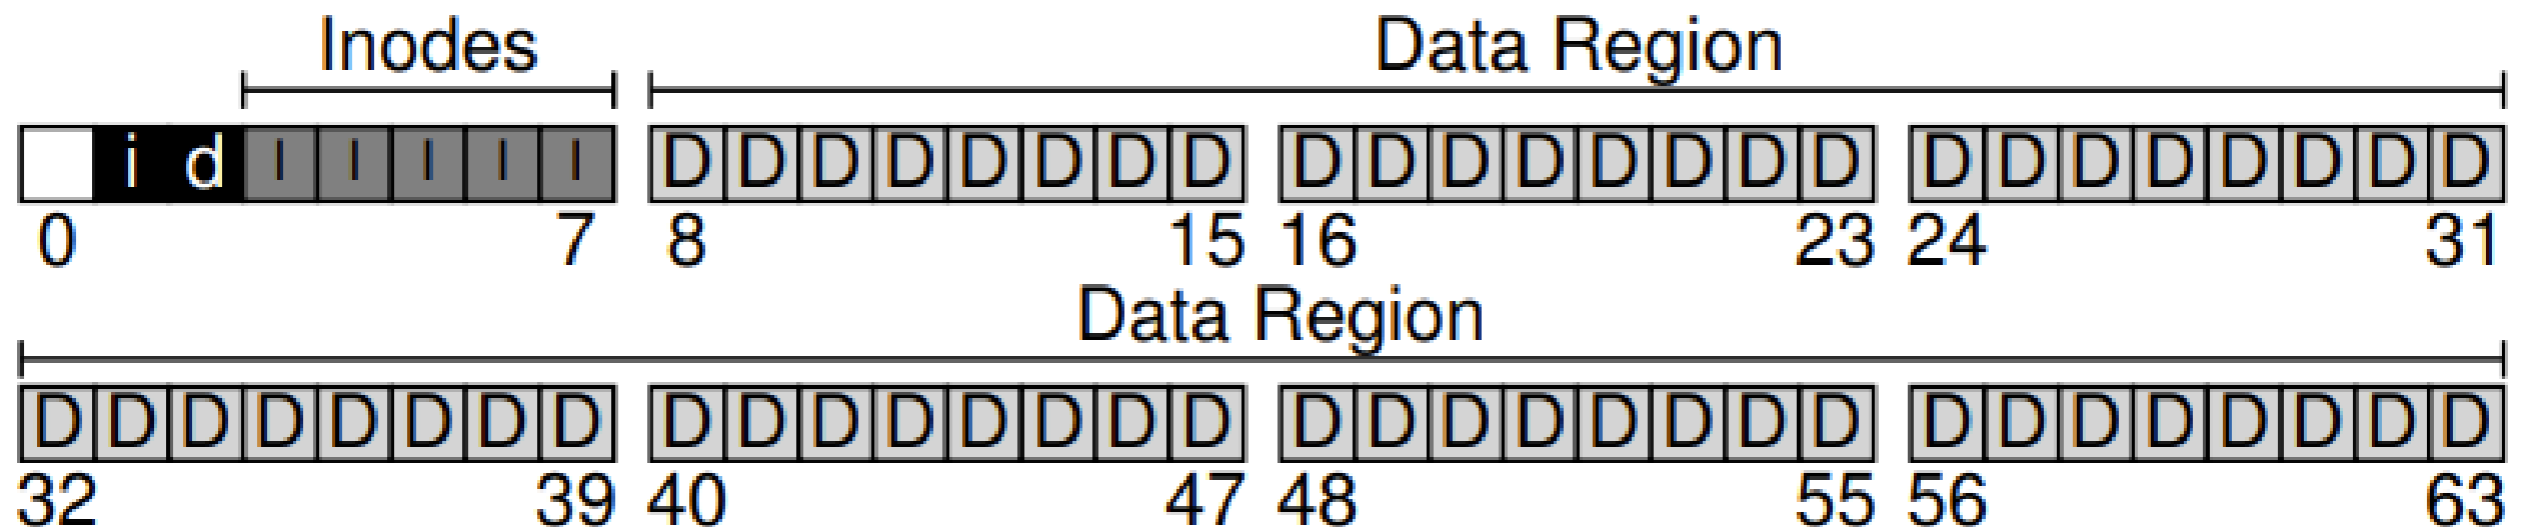 Inodes Data Region
i d I I I I I D D D D D D D D D D D D D D D D D D D D D D D D
0 7 8 15 16 23 24 31
Data Region
D D D D D D D D D D D D D D D D D D D D D D D D D D D D D D D D
32 39 40 47 48 55 56 63